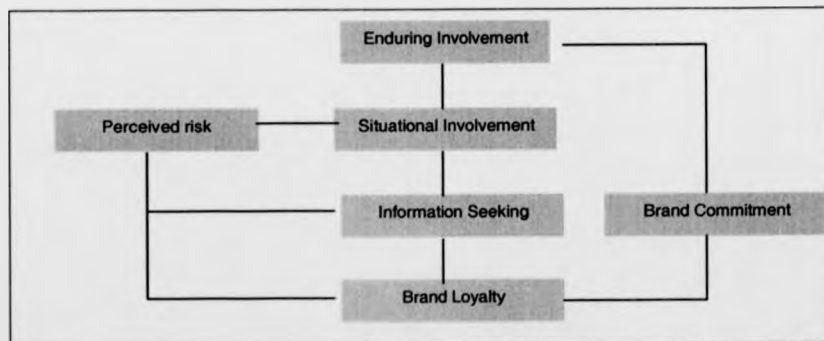 Enduring Involvement
Perceived risk
Situational Involvement
Information Seeking
Brand Commitment
Brand Loyalty